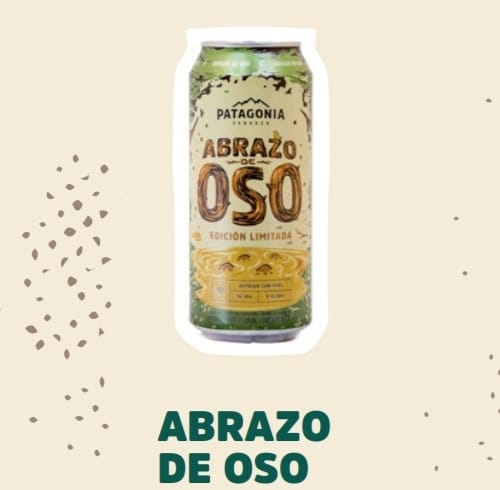 PATAGONIA
CERVEZA
ABRAZO
DE
OSO
EDICIÓN LIMITADA
ABRAZO
DE OSO